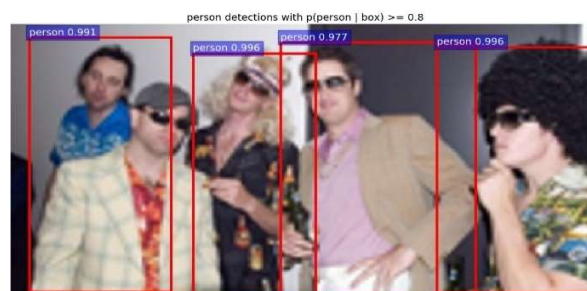 person detections with p(person | box) >= 0.8
person 0.991
person 0.996
person 0.977
person 0.996